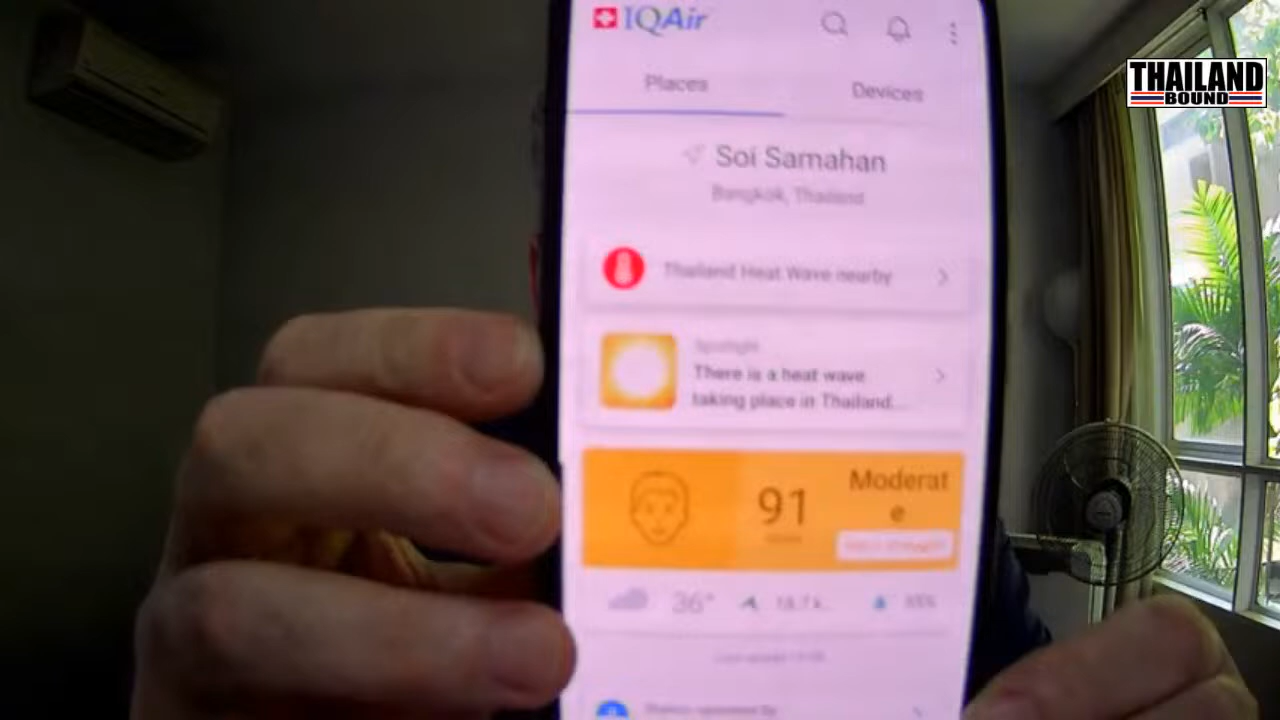 IQAir
THAILAND
BOUND
Places
Devices
Soi Samahan
Bangkok, Thailand
Thailand Heat Wave nearby
Spotlight
There is a heat wave
taking place in Thailand...
91
Moderat
e
36°